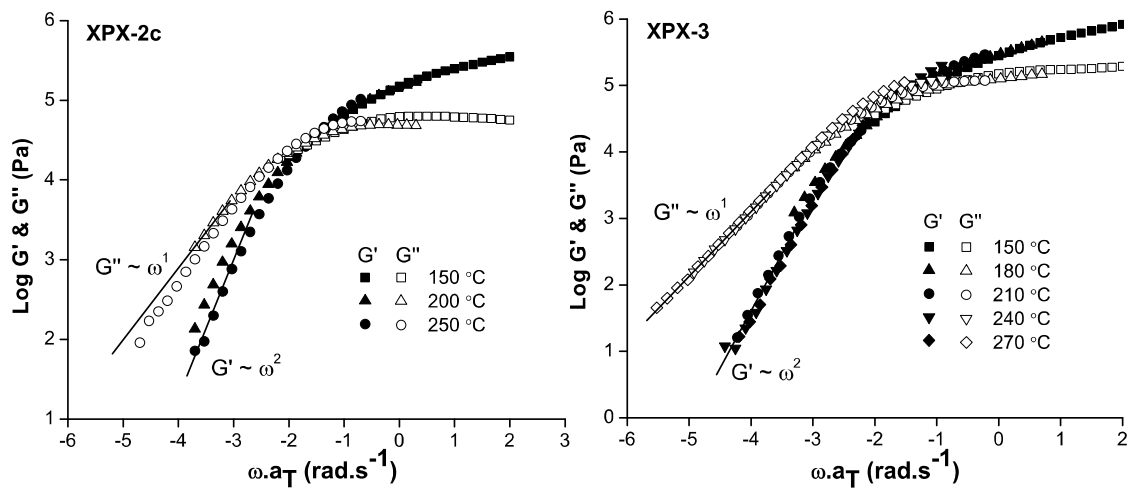 XPX-2c
Log G' & G'' (Pa)
6
5
4
3
2
1
G'' ~ ω¹
G' ~ ω²
G' G''
150 °C
200 °C
250 °C
-6 -5 -4 -3 -2 -1 0 1 2 3
ω.aT (rad.s⁻¹)
XPX-3
Log G' & G'' (Pa)
6
5
4
3
2
1
0
G'' ~ ω¹
G' ~ ω²
G' G''
150 °C
180 °C
210 °C
240 °C
270 °C
-6 -5 -4 -3 -2 -1 0 1 2
ω.aT (rad.s⁻¹)